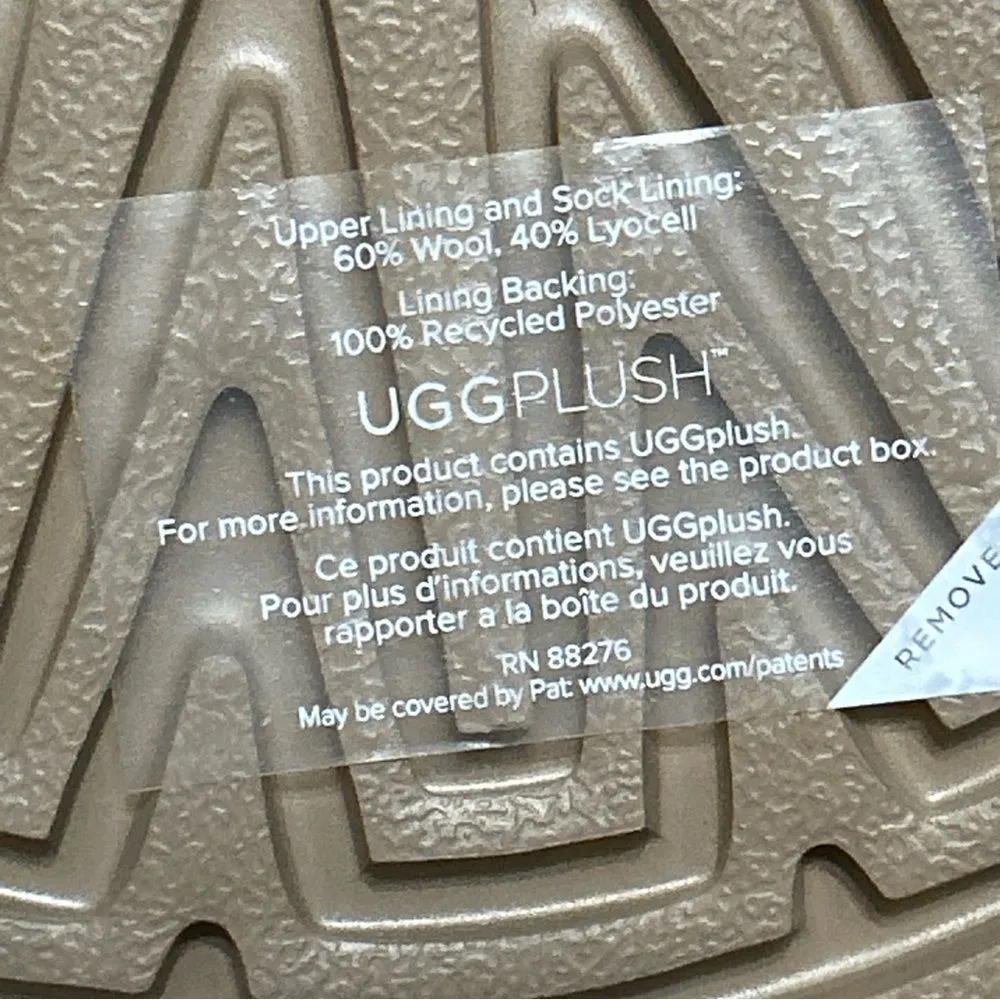 Upper Lining and Sock Lining:
60% Wool, 40% Lyocell
Lining Backing:
100% Recycled Polyester
UGGPLUSH™
This product contains UGGplush.
For more information, please see the product box.
Ce produit contient UGGplush.
Pour plus d'informations, veuillez vous
rapporter a la boîte du produit.
RN 88276
May be covered by Pat: www.ugg.com/patents
REMOVE